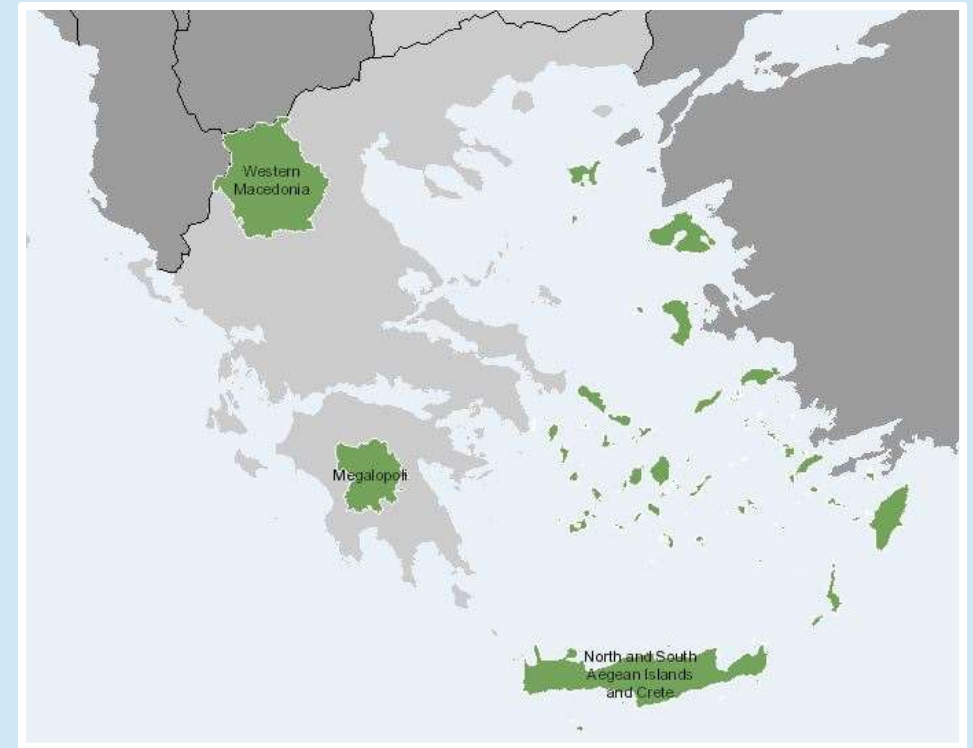 Western
Macedonia
Megalopoli
North and South
Aegean Islands
and Crete